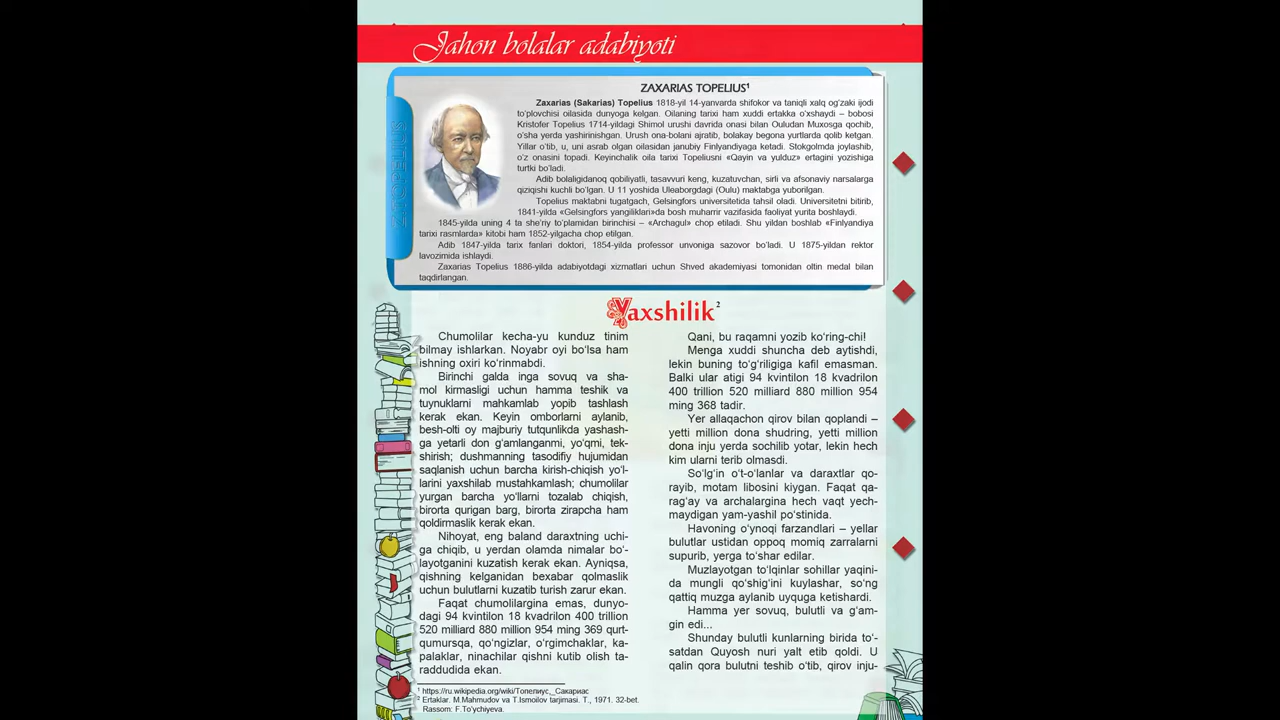 Jahon bolalar adabiyoti
ZAXARIAS TOPELIUS¹
Zaxarias (Sakarias) Topelius 1818-yil 14-yanvarda shifokor va taniqli xalq og‘zaki ijodi
to‘plovchisi oilasida dunyoga kelgan. Oilaning tarixi ham xuddi ertakka o‘xshaydi – bobosi
Kristofer Topelius 1714-yildagi Shimol urushi davrida onasi bilan Ouludan Muxosga qochib,
o‘sha yerda yashirinishgan. Urush ona-bolani ajratib, bolakay begona yurtlarda qolib ketgan.
Yillar o‘tib, u, uni asrab olgan oilasidan janubiy Finlyandiyaga ketadi. Stokgolmda joylashib,
o‘z onasini topadi. Keyinchalik oila tarixi Topeliusni «Qayin va yulduz» ertagini yozishiga
turtki bo‘ladi.
Adib bolaligidanoq qobiliyatli, tasavvuri keng, kuzatuvchan, sirli va afsonaviy narsalarga
qiziqishi kuchli bo‘lgan. U 11 yoshida Uleaborgdagi (Oulu) maktabga yuborilgan.
Topelius maktabni tugatgach, Gelsingfors universitetida tahsil oladi. Universitetni bitirib,
1841-yilda «Gelsingfors yangiliklari»da bosh muharrir vazifasida faoliyat yurita boshlaydi.
1845-yilda uning 4 ta she’riy to‘plamidan birinchisi – «Archagul» chop etiladi. Shu yildan boshlab «Finlyandiya
tarixi rasmlarda» kitobi ham 1852-yilgacha chop etilgan.
Adib 1847-yilda tarix fanlari doktori, 1854-yilda professor unvoniga sazovor bo‘ladi. U 1875-yildan rektor
lavozimida ishlaydi.
Zaxarias Topelius 1886-yilda adabiyotdagi xizmatlari uchun Shved akademiyasi tomonidan oltin medal bilan
taqdirlangan.
Yaxshilik²
Chumolilar kecha-yu kunduz tinim
bilmay ishlarkan. Noyabr oyi bo‘lsa ham
ishning oxiri ko‘rinmabdi.
Birinchi galda inga sovuq va sha-
mol kirmasligi uchun hamma teshik va
tuynuklarni mahkamlab yopib tashlash
kerak ekan. Keyin omborlarni aylanib,
besh-olti oy majburiy tutqunlikda yashash-
ga yetarli don g‘amlanganmi, yo‘qmi, tek-
shirish; dushmanning tasodifiy hujumidan
saqlanish uchun barcha kirish-chiqish yo‘l-
larini yaxshilab mustahkamlash; chumolilar
yurgan barcha yo‘llarni tozalab chiqish,
birorta qurigan barg, birorta zirapcha ham
qoldirmaslik kerak ekan.
Nihoyat, eng baland daraxtning uchi-
ga chiqib, u yerdan olamda nimalar bo‘-
layotganini kuzatish kerak ekan. Ayniqsa,
qishning kelganidan bexabar qolmaslik
uchun bulutlarni kuzatib turish zarur ekan.
Faqat chumolilargina emas, dunyo-
dagi 94 kvintilon 18 kvadrilon 400 trillion
520 milliard 880 million 954 ming 369 qurt-
qumursqa, qo‘ng‘izlar, o‘rgimchaklar, ka-
palaklar, ninachilar qishni kutib olish ta-
raddudida ekan.
¹ https://ru.wikipedia.org/wiki/Топелиус,_Сакариас
² Ertaklar. M.Mahmudov va T.Ismoilov tarjimasi. T., 1971. 32-bet.
Rassom: F.To‘ychiyeva.
Qani, bu raqamni yozib ko‘ring-chi!
Menga xuddi shuncha deb aytishdi,
lekin buning to‘g‘riligiga kafil emasman.
Balki ular atigi 94 kvintilon 18 kvadrilon
400 trillion 520 milliard 880 million 954
ming 368 tadir.
Yer allaqachon qirov bilan qoplandi –
yetti million dona shudring, yetti million
dona inju yerda sochilib yotar, lekin hech
kim ularni terib olmasdi.
So‘lg‘in o‘t-o‘lanlar va daraxtlar qo-
rayib, motam libosini kiygan. Faqat qa-
rag‘ay va archalargina hech vaqt yech-
maydigan yam-yashil po‘stinida.
Havoning o‘ynoqi farzandlari – yellar
bulutlar ustidan oppoq momiq zarralarni
supurib, yerga to‘shar edilar.
Muzlayotgan to‘lqinlar sohillar yaqini-
da mungli qo‘shig‘ini kuylashar, so‘ng
qattiq muzga aylanib uyquga ketishardi.
Hamma yer sovuq, bulutli va g‘am-
gin edi...
Shunday bulutli kunlarning birida to‘-
satdan Quyosh nuri yalt etib qoldi. U
qalin qora bulutni teshib o‘tib, qirov inju-